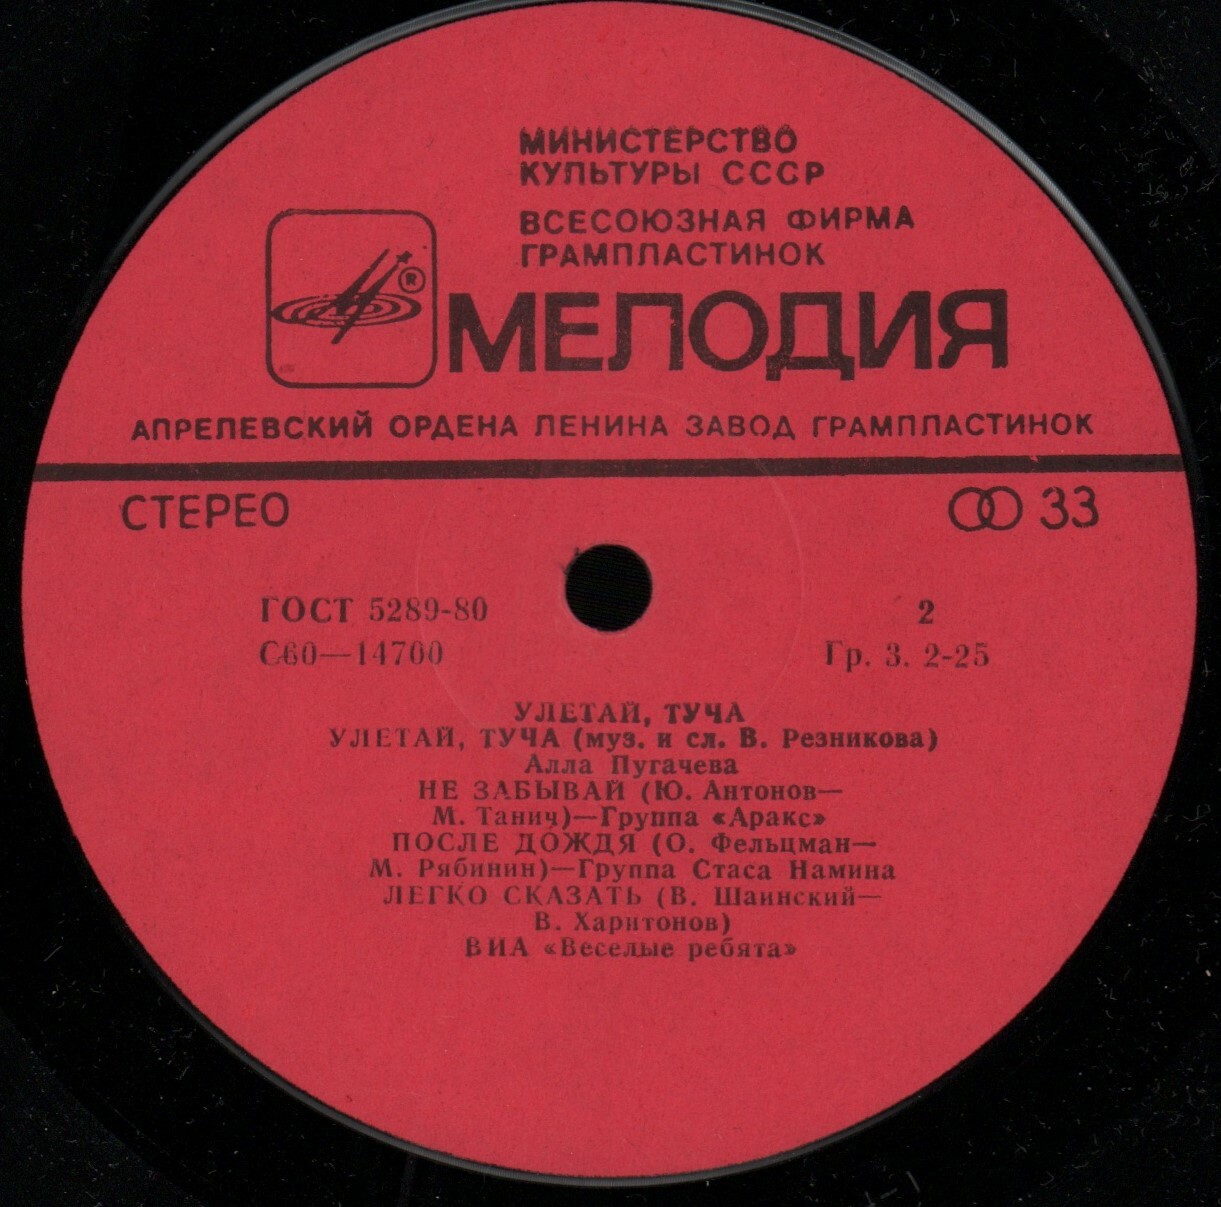 МИНИСТЕРСТВО
КУЛЬТУРЫ СССР
ВСЕСОЮЗНАЯ ФИРМА
ГРАМПЛАСТИНОК
®
МЕЛОДИЯ
АПРЕЛЕВСКИЙ ОРДЕНА ЛЕНИНА ЗАВОД ГРАМПЛАСТИНОК
СТЕРЕО 33
ГОСТ 5289-80 2
С60—14700 Гр. 3. 2-25
УЛЕТАЙ, ТУЧА
УЛЕТАЙ, ТУЧА (муз. и сл. В. Резникова)
Алла Пугачева
НЕ ЗАБЫВАЙ (Ю. Антонов—
М. Танич)—Группа «Аракс»
ПОСЛЕ ДОЖДЯ (О. Фельцман—
М. Рябинин)—Группа Стаса Намина
ЛЕГКО СКАЗАТЬ (В. Шаинский—
В. Харитонов)
ВИА «Веселые ребята»